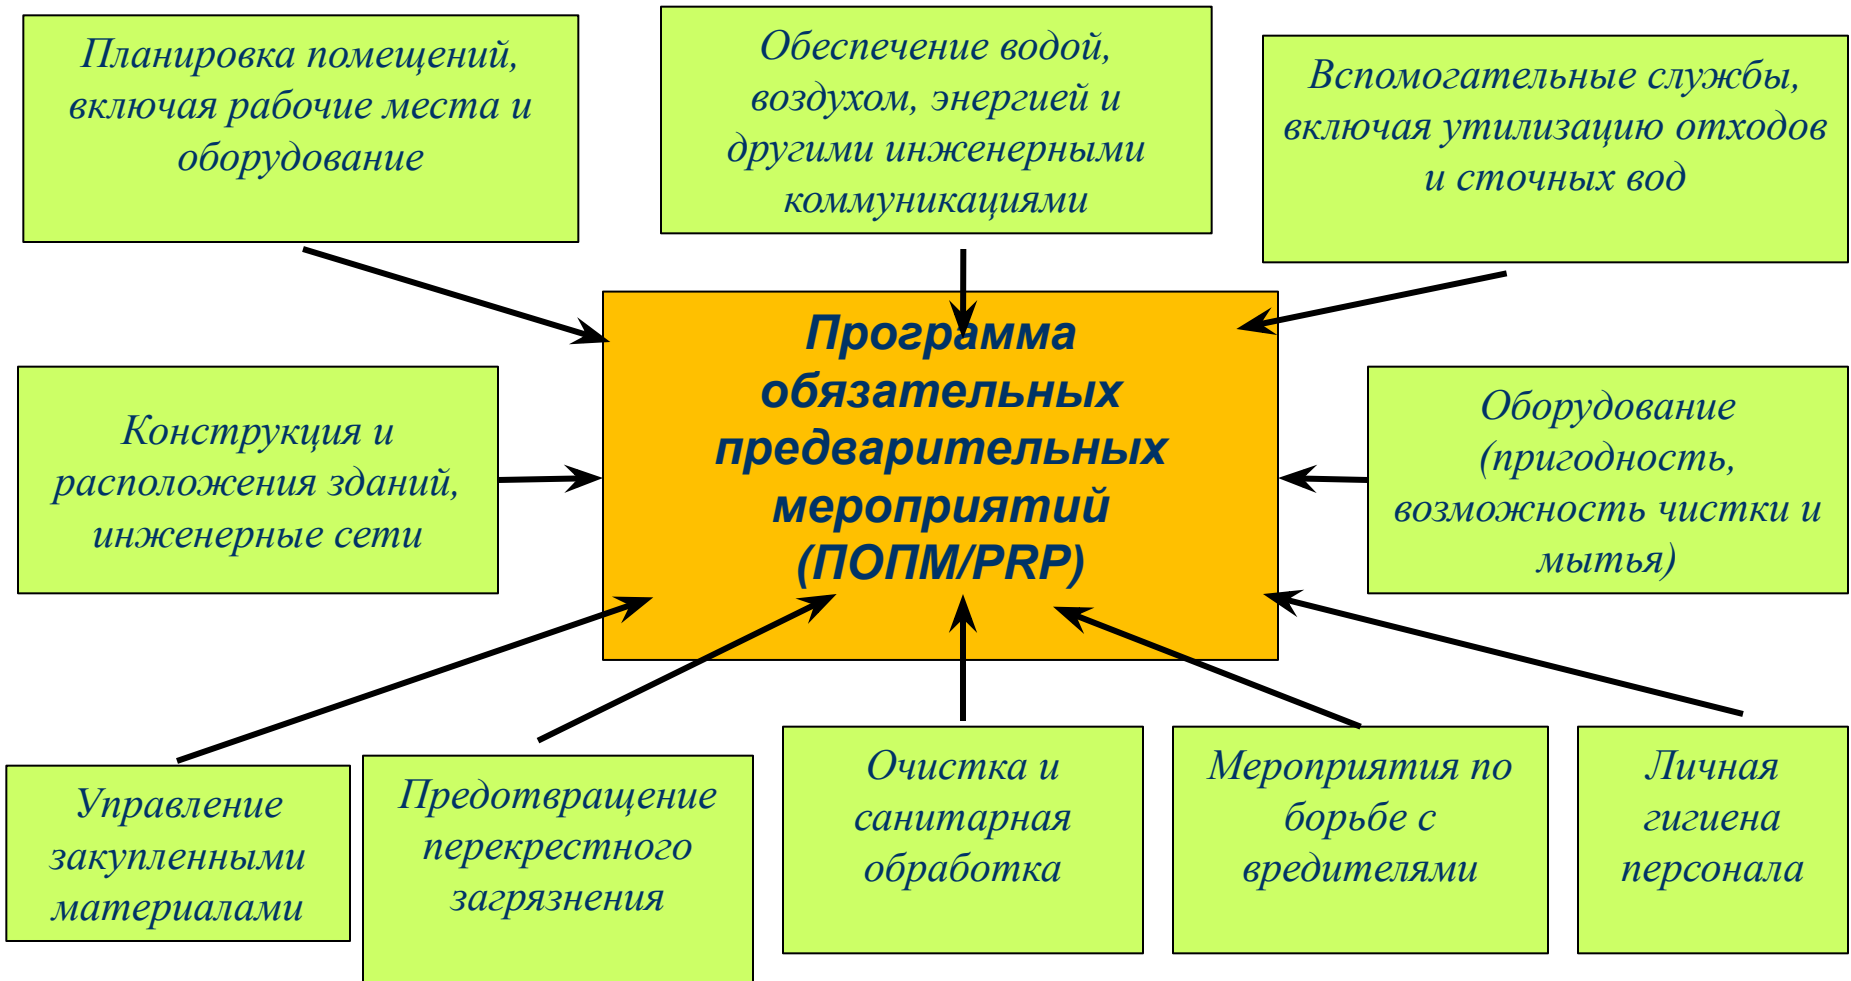 Планировка помещений,
включая рабочие места и
оборудование
Обеспечение водой,
воздухом, энергией и
другими инженерными
коммуникациями
Вспомогательные службы,
включая утилизацию отходов
и сточных вод
Конструкция и
расположения зданий,
инженерные сети
Программа
обязательных
предварительных
мероприятий
(ПОПМ/PRP)
Оборудование
(пригодность,
возможность чистки и
мытья)
Управление
закупленными
материалами
Предотвращение
перекрестного
загрязнения
Очистка и
санитарная
обработка
Мероприятия по
борьбе с
вредителями
Личная
гигиена
персонала